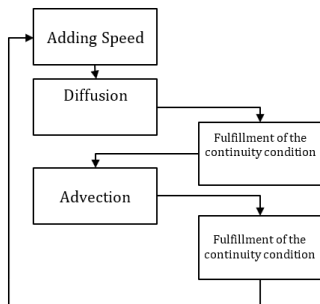 Adding Speed
Diffusion
Fulfillment of the
continuity condition
Advection
Fulfillment of the
continuity condition